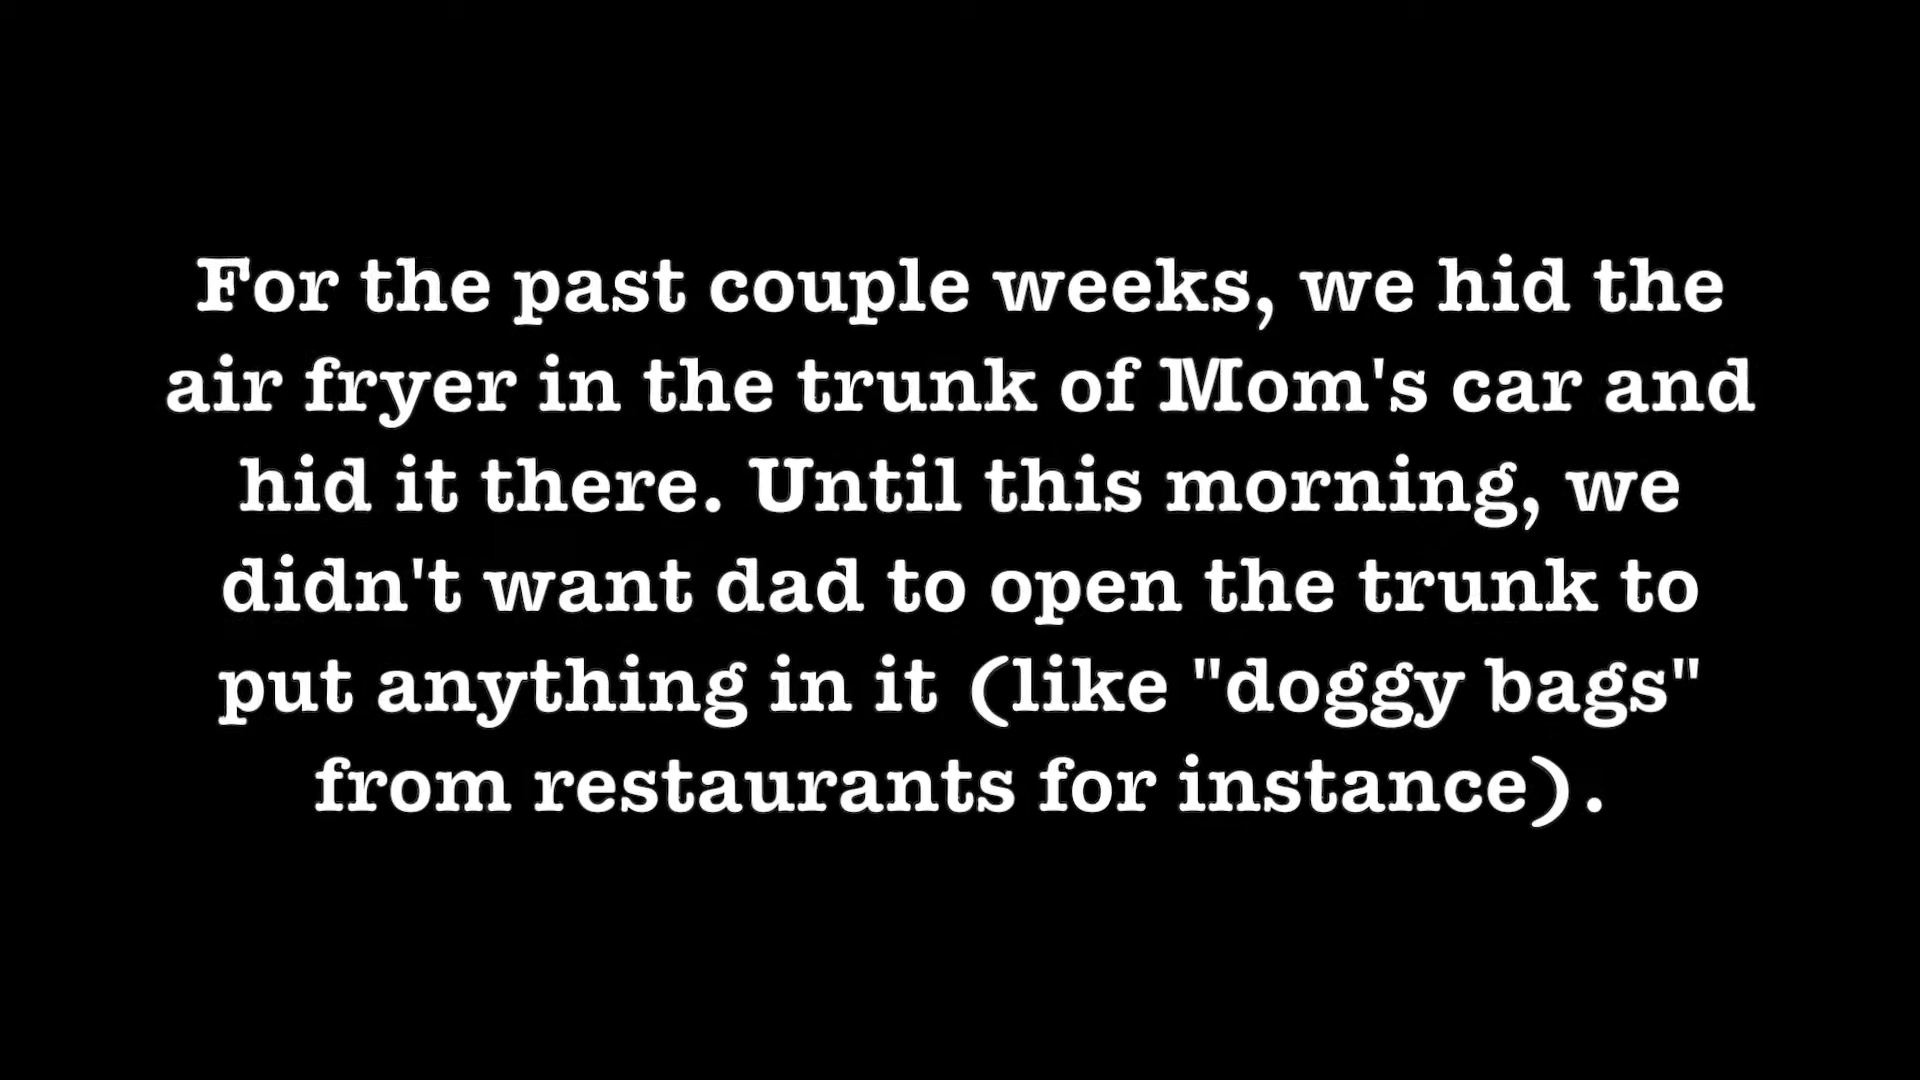 For the past couple weeks, we hid the
air fryer in the trunk of Mom's car and
hid it there. Until this morning, we
didn't want dad to open the trunk to
put anything in it (like "doggy bags"
from restaurants for instance).